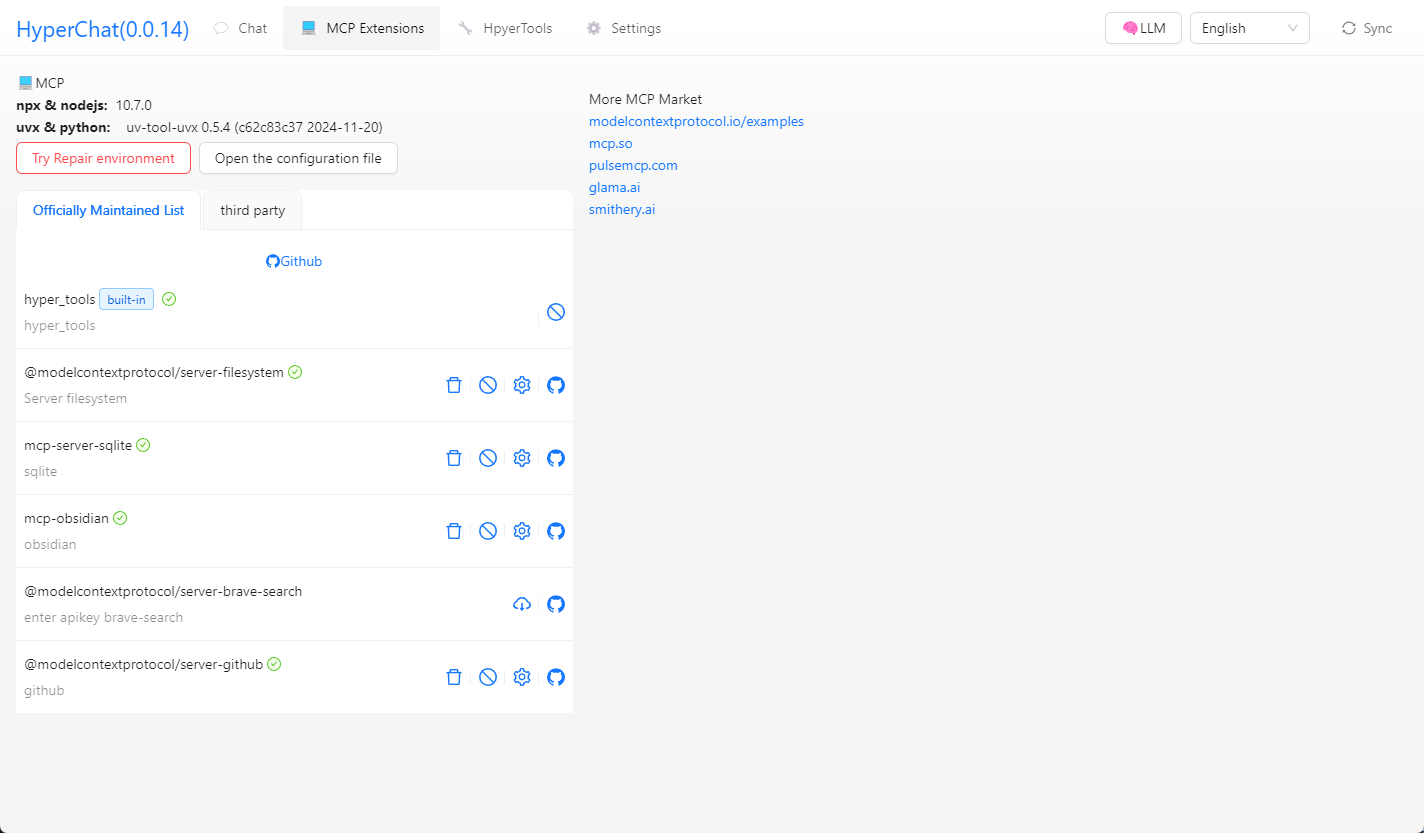 HyperChat(0.0.14)
Chat
MCP Extensions
HpyerTools
Settings
LLM
English
Sync
MCP
npx & nodejs: 10.7.0
uvx & python: uv-tool-uvx 0.5.4 (c62c83c37 2024-11-20)
Try Repair environment
Open the configuration file
Officially Maintained List
third party
Github
hyper_tools built-in
hyper_tools
@modelcontextprotocol/server-filesystem
Server filesystem
mcp-server-sqlite
sqlite
mcp-obsidian
obsidian
@modelcontextprotocol/server-brave-search
enter apikey brave-search
@modelcontextprotocol/server-github
github
More MCP Market
modelcontextprotocol.io/examples
mcp.so
pulsemcp.com
glama.ai
smithery.ai